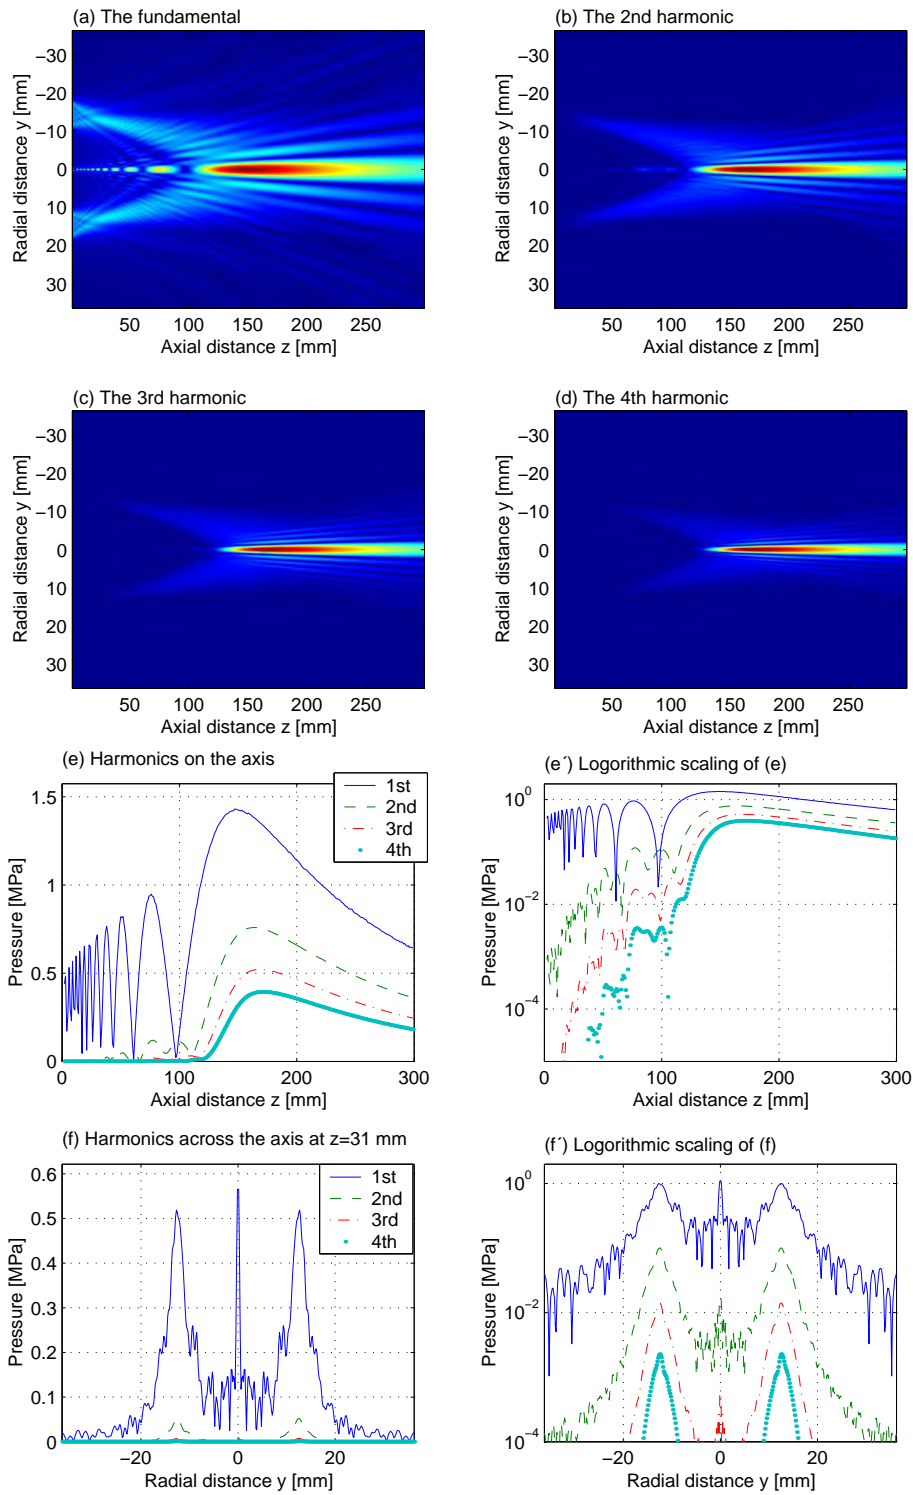 (a) The fundamental
−30
−20
−10
0
10
20
30
Radial distance y [mm]
50 100 150 200 250
Axial distance z [mm]
(b) The 2nd harmonic
−30
−20
−10
0
10
20
30
Radial distance y [mm]
50 100 150 200 250
Axial distance z [mm]
(c) The 3rd harmonic
−30
−20
−10
0
10
20
30
Radial distance y [mm]
50 100 150 200 250
Axial distance z [mm]
(d) The 4th harmonic
−30
−20
−10
0
10
20
30
Radial distance y [mm]
50 100 150 200 250
Axial distance z [mm]
(e) Harmonics on the axis
1.5
1
0.5
0
Pressure [MPa]
1st
2nd
3rd
4th
0 100 200 300
Axial distance z [mm]
(e´) Logorithmic scaling of (e)
10^0
10^−2
10^−4
Pressure [MPa]
0 100 200 300
Axial distance z [mm]
(f) Harmonics across the axis at z=31 mm
0.6
0.5
0.4
0.3
0.2
0.1
0
Pressure [MPa]
1st
2nd
3rd
4th
−20 0 20
Radial distance y [mm]
(f´) Logorithmic scaling of (f)
10^0
10^−2
10^−4
Pressure [MPa]
−20 0 20
Radial distance y [mm]